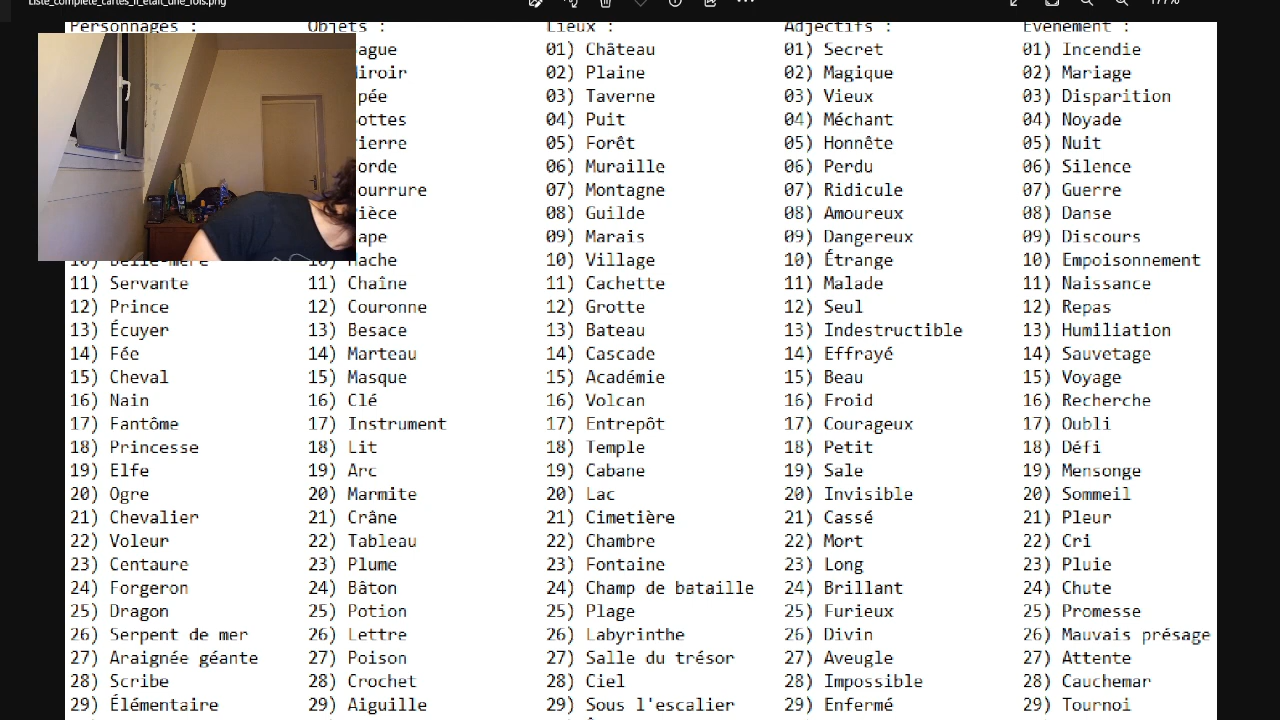 Liste_complete_cartes_il_etait_une_fois.png 177%
Personnages : Objets : Lieux : Adjectifs : Evénement :
ague 01) Château 01) Secret 01) Incendie
iroir 02) Plaine 02) Magique 02) Mariage
pée 03) Taverne 03) Vieux 03) Disparition
ottes 04) Puit 04) Méchant 04) Noyade
ierre 05) Forêt 05) Honnête 05) Nuit
orde 06) Muraille 06) Perdu 06) Silence
ourrure 07) Montagne 07) Ridicule 07) Guerre
ièce 08) Guilde 08) Amoureux 08) Danse
ape 09) Marais 09) Dangereux 09) Discours
10) Belle-mère 10) Hache 10) Village 10) Étrange 10) Empoisonnement
11) Servante 11) Chaîne 11) Cachette 11) Malade 11) Naissance
12) Prince 12) Couronne 12) Grotte 12) Seul 12) Repas
13) Écuyer 13) Besace 13) Bateau 13) Indestructible 13) Humiliation
14) Fée 14) Marteau 14) Cascade 14) Effrayé 14) Sauvetage
15) Cheval 15) Masque 15) Académie 15) Beau 15) Voyage
16) Nain 16) Clé 16) Volcan 16) Froid 16) Recherche
17) Fantôme 17) Instrument 17) Entrepôt 17) Courageux 17) Oubli
18) Princesse 18) Lit 18) Temple 18) Petit 18) Défi
19) Elfe 19) Arc 19) Cabane 19) Sale 19) Mensonge
20) Ogre 20) Marmite 20) Lac 20) Invisible 20) Sommeil
21) Chevalier 21) Crâne 21) Cimetière 21) Cassé 21) Pleur
22) Voleur 22) Tableau 22) Chambre 22) Mort 22) Cri
23) Centaure 23) Plume 23) Fontaine 23) Long 23) Pluie
24) Forgeron 24) Bâton 24) Champ de bataille 24) Brillant 24) Chute
25) Dragon 25) Potion 25) Plage 25) Furieux 25) Promesse
26) Serpent de mer 26) Lettre 26) Labyrinthe 26) Divin 26) Mauvais présage
27) Araignée géante 27) Poison 27) Salle du trésor 27) Aveugle 27) Attente
28) Scribe 28) Crochet 28) Ciel 28) Impossible 28) Cauchemar
29) Élémentaire 29) Aiguille 29) Sous l'escalier 29) Enfermé 29) Tournoi